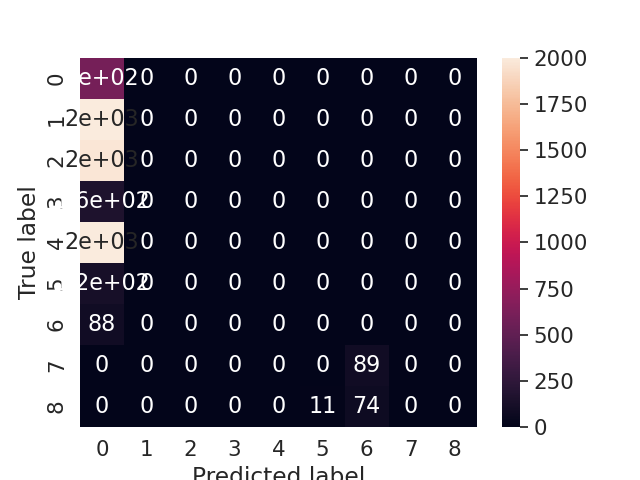 0 e+02 0 0 0 0 0 0 0 0
1 2e+03 0 0 0 0 0 0 0 0
2 2e+03 0 0 0 0 0 0 0 0
3 6e+02 0 0 0 0 0 0 0 0
4 2e+03 0 0 0 0 0 0 0 0
5 2e+02 0 0 0 0 0 0 0 0
6 88 0 0 0 0 0 0 0 0
7 0 0 0 0 0 0 89 0 0
8 0 0 0 0 0 11 74 0 0
0 1 2 3 4 5 6 7 8
Predicted label
True label
2000
1750
1500
1250
1000
750
500
250
0